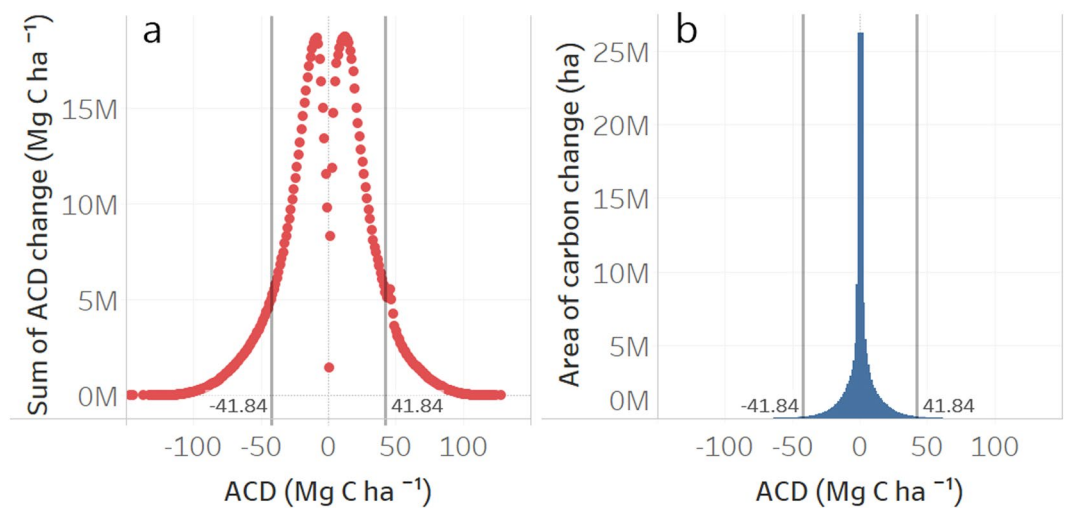 a
Sum of ACD change (Mg C ha ⁻¹)
15M
10M
5M
0M
-41.84
41.84
-100
-50
0
50
100
ACD (Mg C ha ⁻¹)
b
Area of carbon change (ha)
25M
20M
15M
10M
5M
0M
-41.84
41.84
-100
-50
0
50
100
ACD (Mg C ha ⁻¹)